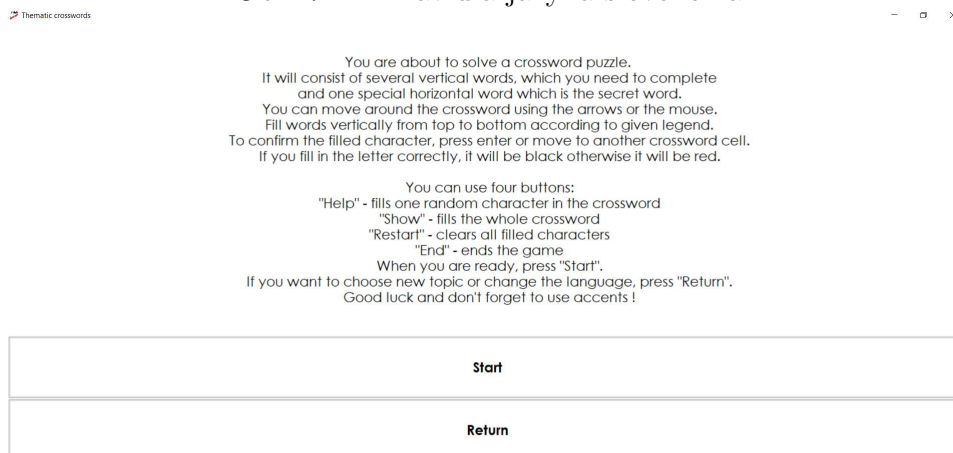 Thematic crosswords
You are about to solve a crossword puzzle.
It will consist of several vertical words, which you need to complete
and one special horizontal word which is the secret word.
You can move around the crossword using the arrows or the mouse.
Fill words vertically from top to bottom according to given legend.
To confirm the filled character, press enter or move to another crossword cell.
If you fill in the letter correctly, it will be black otherwise it will be red.
You can use four buttons:
"Help" - fills one random character in the crossword
"Show" - fills the whole crossword
"Restart" - clears all filled characters
"End" - ends the game
When you are ready, press "Start".
If you want to choose new topic or change the language, press "Return".
Good luck and don't forget to use accents !
Start
Return